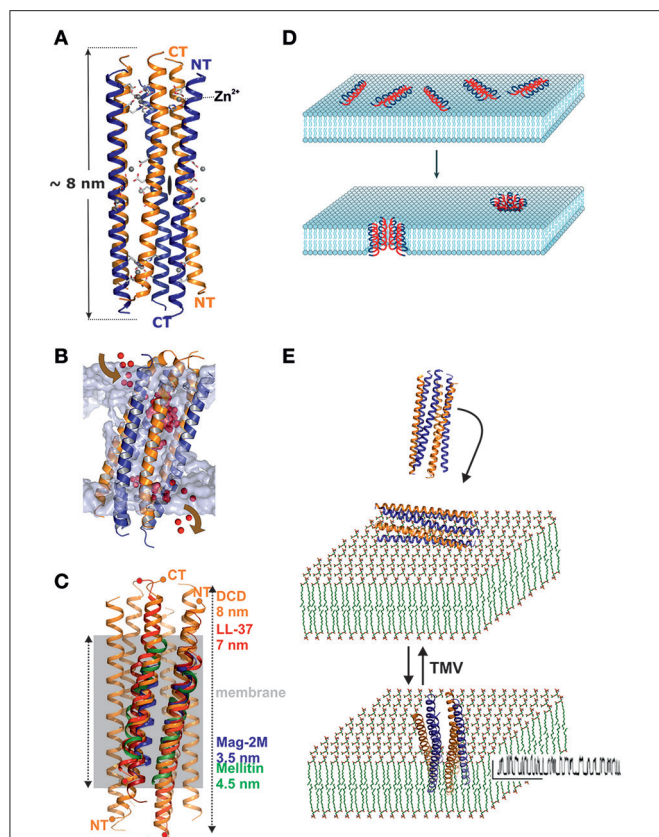 A
CT
NT
Zn2+
~ 8 nm
NT
CT
B
C
CT
NT
DCD
8 nm
LL-37
7 nm
membrane
Mag-2M
3.5 nm
Mellitin
4.5 nm
NT
D
E
TMV